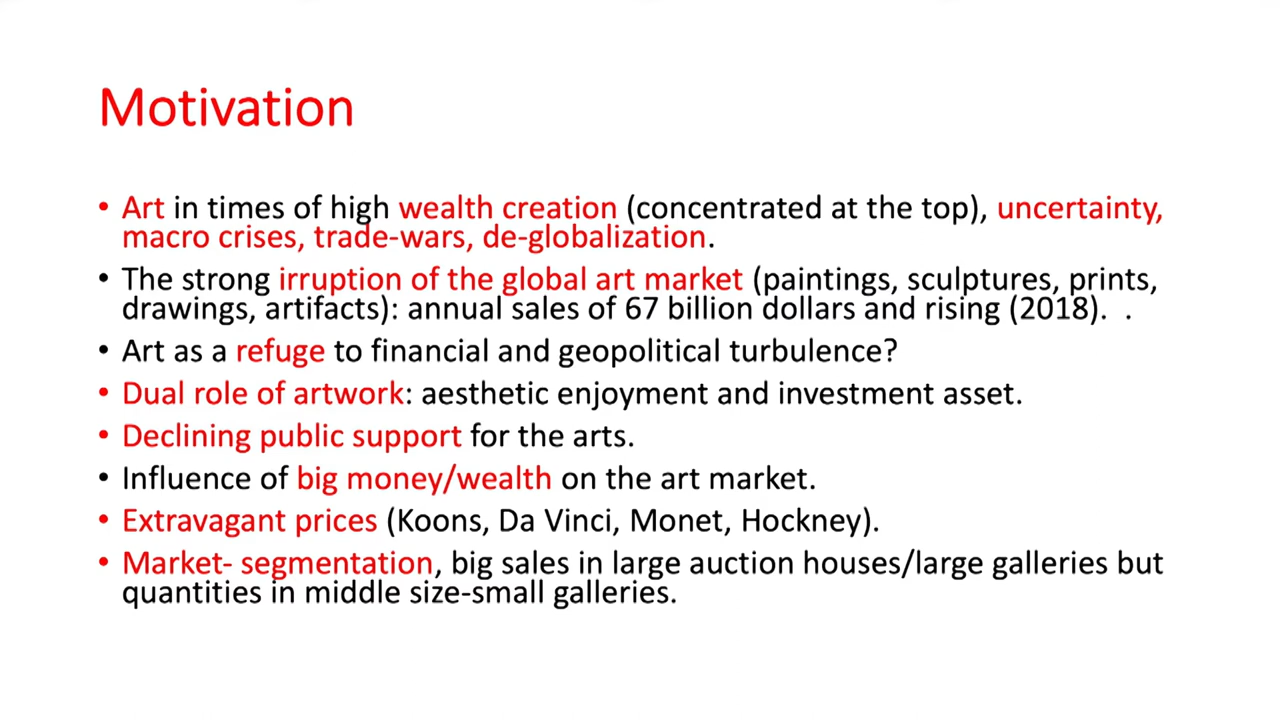 Motivation
• Art in times of high wealth creation (concentrated at the top), uncertainty,
macro crises, trade-wars, de-globalization.
• The strong irruption of the global art market (paintings, sculptures, prints,
drawings, artifacts): annual sales of 67 billion dollars and rising (2018).  .
• Art as a refuge to financial and geopolitical turbulence?
• Dual role of artwork: aesthetic enjoyment and investment asset.
• Declining public support for the arts.
• Influence of big money/wealth on the art market.
• Extravagant prices (Koons, Da Vinci, Monet, Hockney).
• Market- segmentation, big sales in large auction houses/large galleries but
quantities in middle size-small galleries.